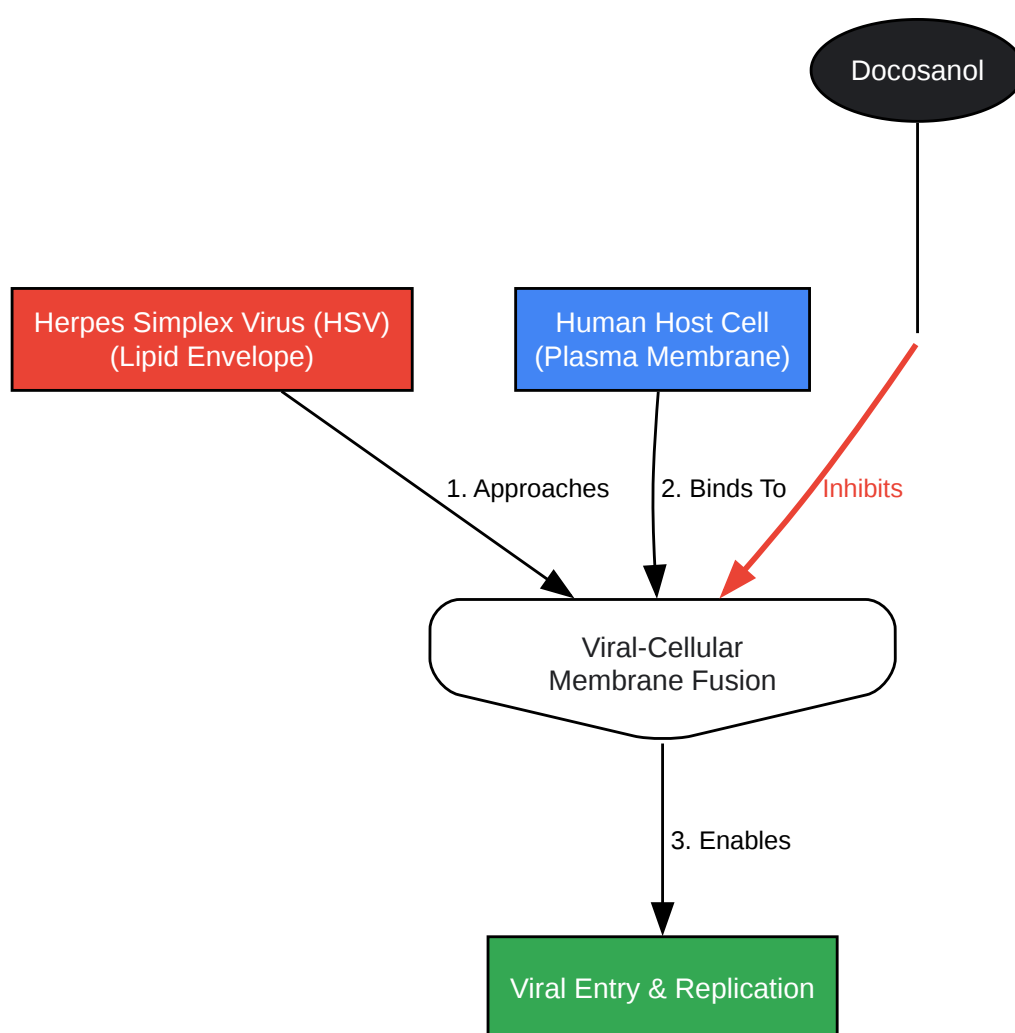 Docosanol
Herpes Simplex Virus (HSV)
(Lipid Envelope)
Human Host Cell
(Plasma Membrane)
1. Approaches
2. Binds To
Inhibits
Viral-Cellular
Membrane Fusion
3. Enables
Viral Entry & Replication